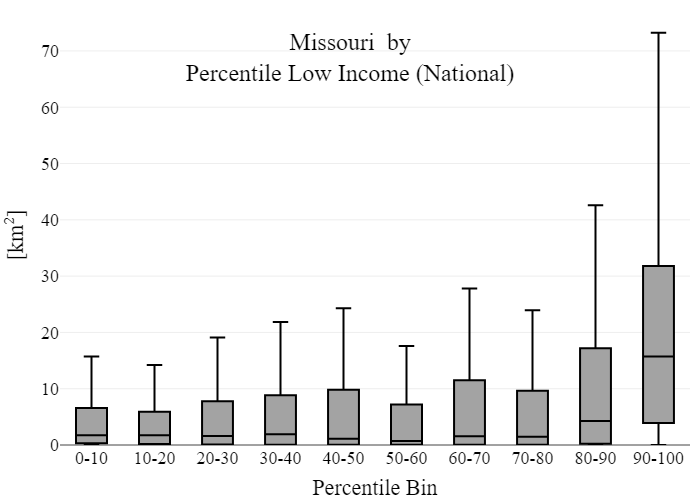 Missouri by
Percentile Low Income (National)
[km²]
70
60
50
40
30
20
10
0
0-10 10-20 20-30 30-40 40-50 50-60 60-70 70-80 80-90 90-100
Percentile Bin